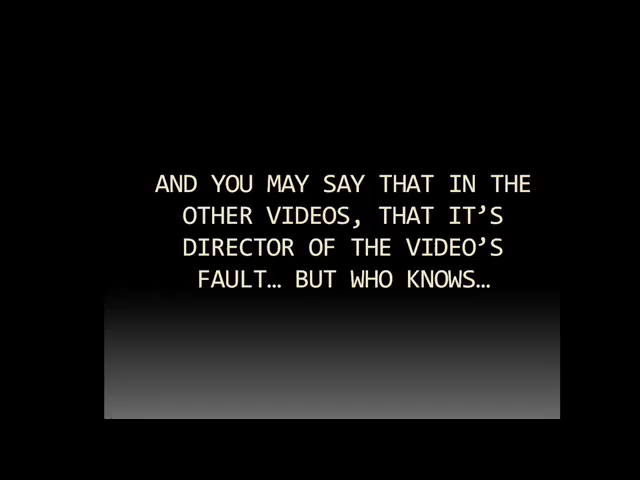 AND YOU MAY SAY THAT IN THE
OTHER VIDEOS, THAT IT’S
DIRECTOR OF THE VIDEO’S
FAULT… BUT WHO KNOWS…